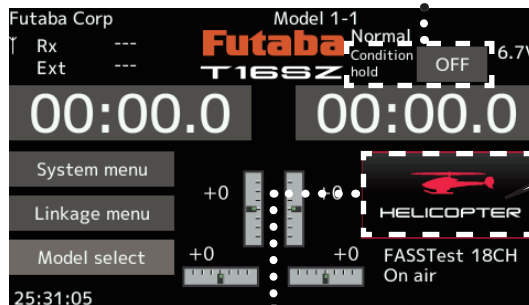 Futaba Corp
Model 1-1
Rx ---
Ext ---
Futaba
T16SZ
Normal
Condition
hold
OFF
6.7V
00:00.0
00:00.0
System menu
Linkage menu
Model select
+0
+0
+0
+0
HELICOPTER
FASSTest 18CH
On air
25:31:05